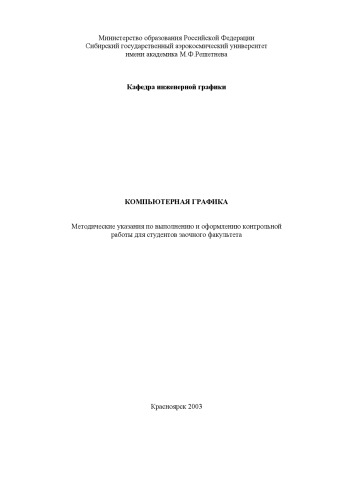 Министерство образования Российской Федерации
Сибирский государственный аэрокосмический университет
имени академика М.Ф.Решетнева
Кафедра инженерной графики
КОМПЬЮТЕРНАЯ ГРАФИКА
Методические указания по выполнению и оформлению контрольной
работы для студентов заочного факультета
Красноярск 2003